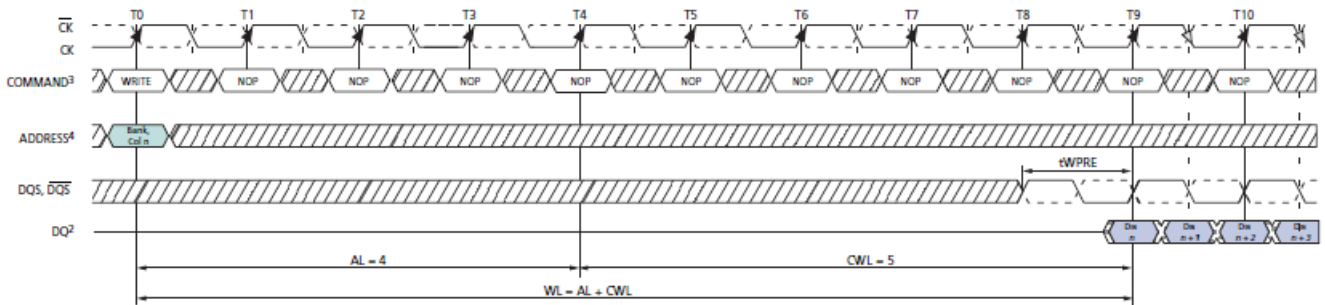 T0 T1 T2 T3 T4 T5 T6 T7 T8 T9 T10
CK
CK
COMMAND3 WRITE NOP NOP NOP NOP NOP NOP NOP NOP NOP NOP
ADDRESS4 Bank,
Col n
tWPRE
DQS, DQS
DQ2 Din
n Din
n+1 Din
n+2 Din
n+3
AL = 4 CWL = 5
WL = AL + CWL